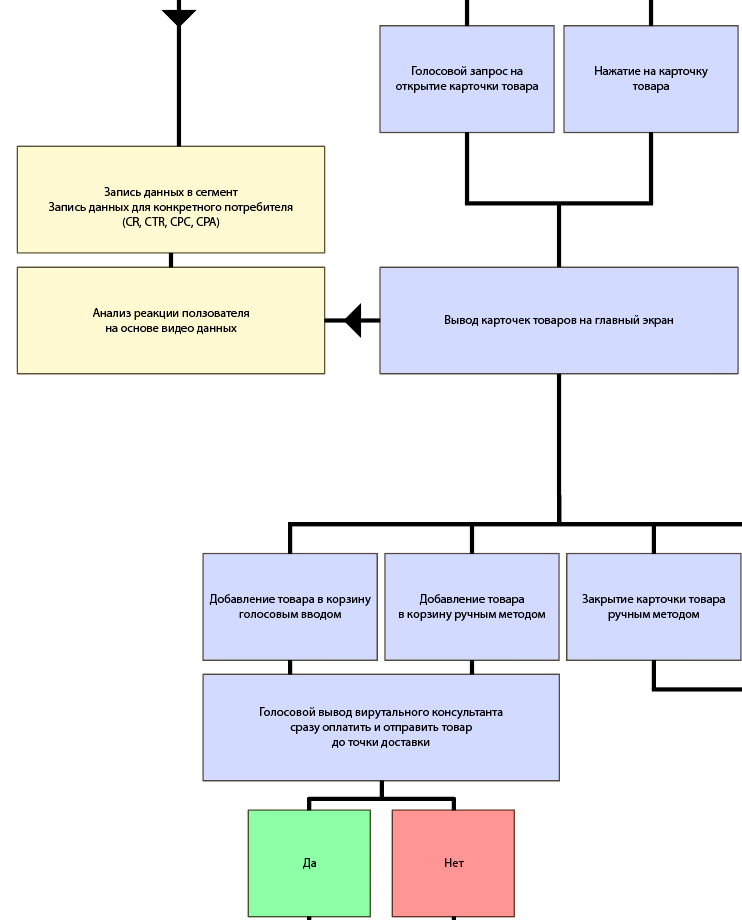 Голосовой запрос на
открытие карточки товара
Нажатие на карточку
товара
Запись данных в сегмент
Запись данных для конкретного потребителя
(CR, CTR, CPC, CPA)
Анализ реакции ползователя
на основе видео данных
Вывод карточек товаров на главный экран
Добавление товара в корзину
голосовым вводом
Добавление товара
в корзину ручным методом
Закрытие карточки товара
ручным методом
Голосовой вывод вирутального консультанта
сразу оплатить и отправить товар
до точки доставки
Да
Нет